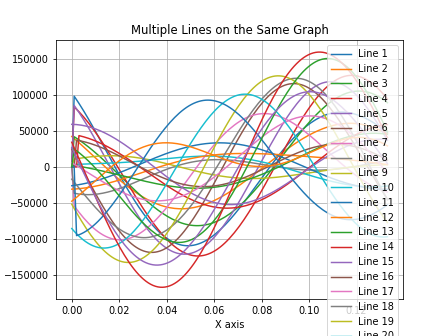 Multiple Lines on the Same Graph
150000
100000
50000
0
−50000
−100000
−150000
0.00 0.02 0.04 0.06 0.08 0.10
X axis
Line 1
Line 2
Line 3
Line 4
Line 5
Line 6
Line 7
Line 8
Line 9
Line 10
Line 11
Line 12
Line 13
Line 14
Line 15
Line 16
Line 17
Line 18
Line 19
Line 20